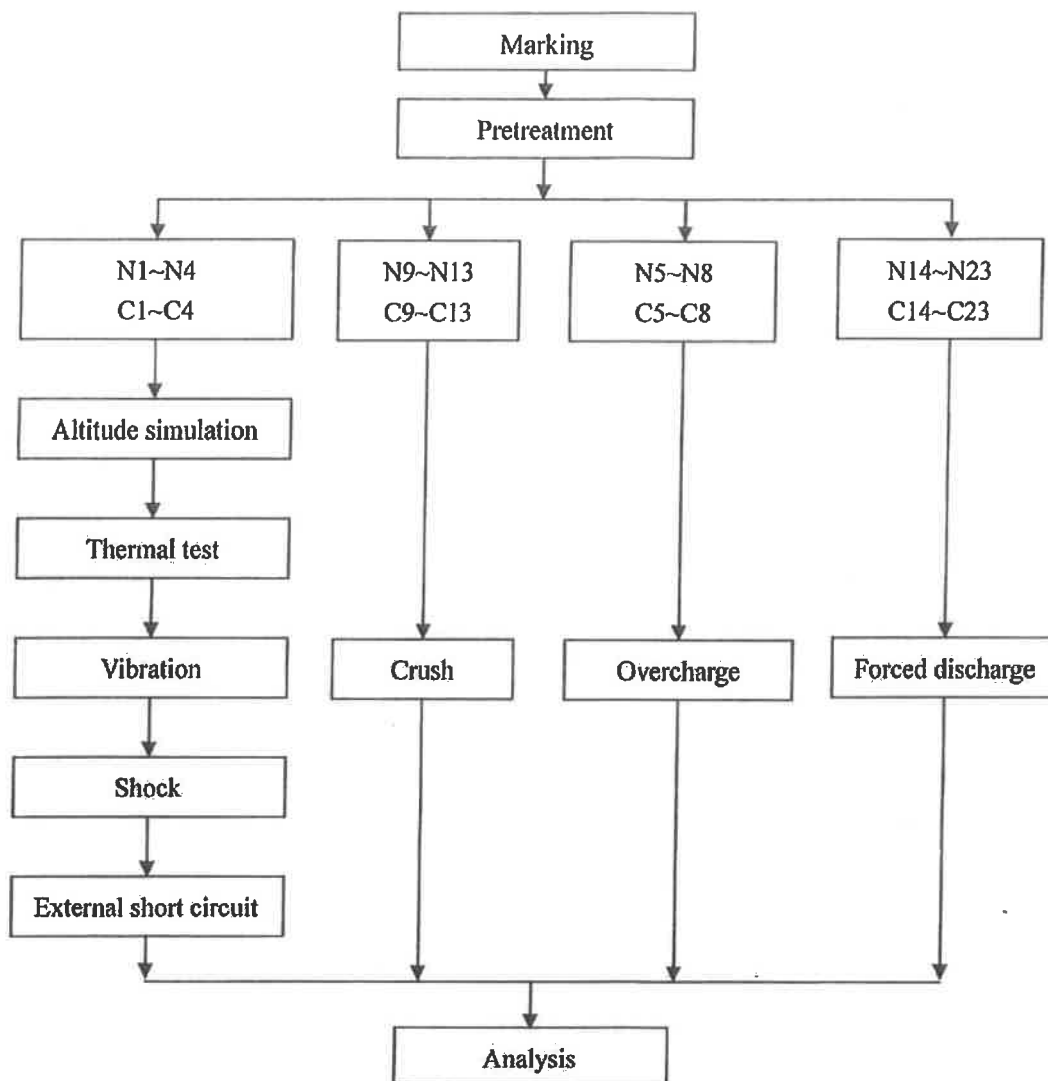 Marking
Pretreatment
N1~N4
C1~C4
N9~N13
C9~C13
N5~N8
C5~C8
N14~N23
C14~C23
Altitude simulation
Thermal test
Vibration
Crush
Overcharge
Forced discharge
Shock
External short circuit
Analysis